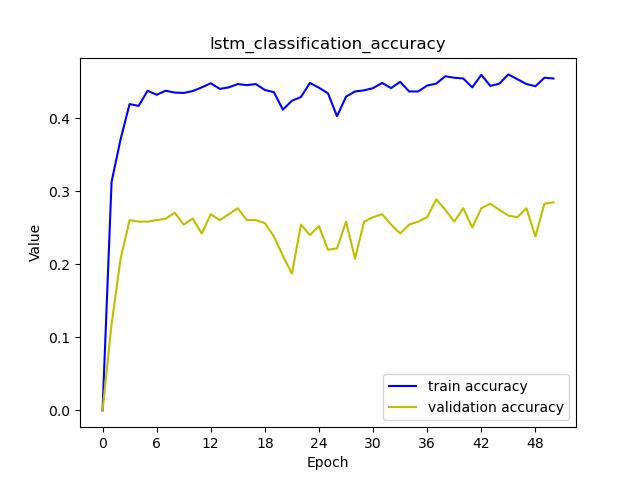 lstm_classification_accuracy
Value
0.4
0.3
0.2
0.1
0.0
train accuracy
validation accuracy
0 6 12 18 24 30 36 42 48
Epoch